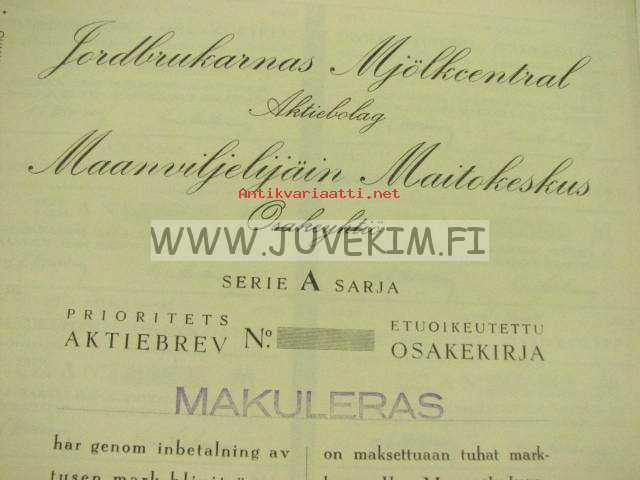 Jordbrukarnas Mjölkcentral
Aktiebolag
Maanviljelijäin Maitokeskus
Antikvariaatti.net
Osakeyhtiö
WWW.JUVEKIM.FI
SERIE A SARJA
PRIORITETS
AKTIEBREV No.
ETUOIKEUTETTU
OSAKEKIRJA
MAKULERAS
har genom inbetalning av
on maksettuaan tuhat mark-